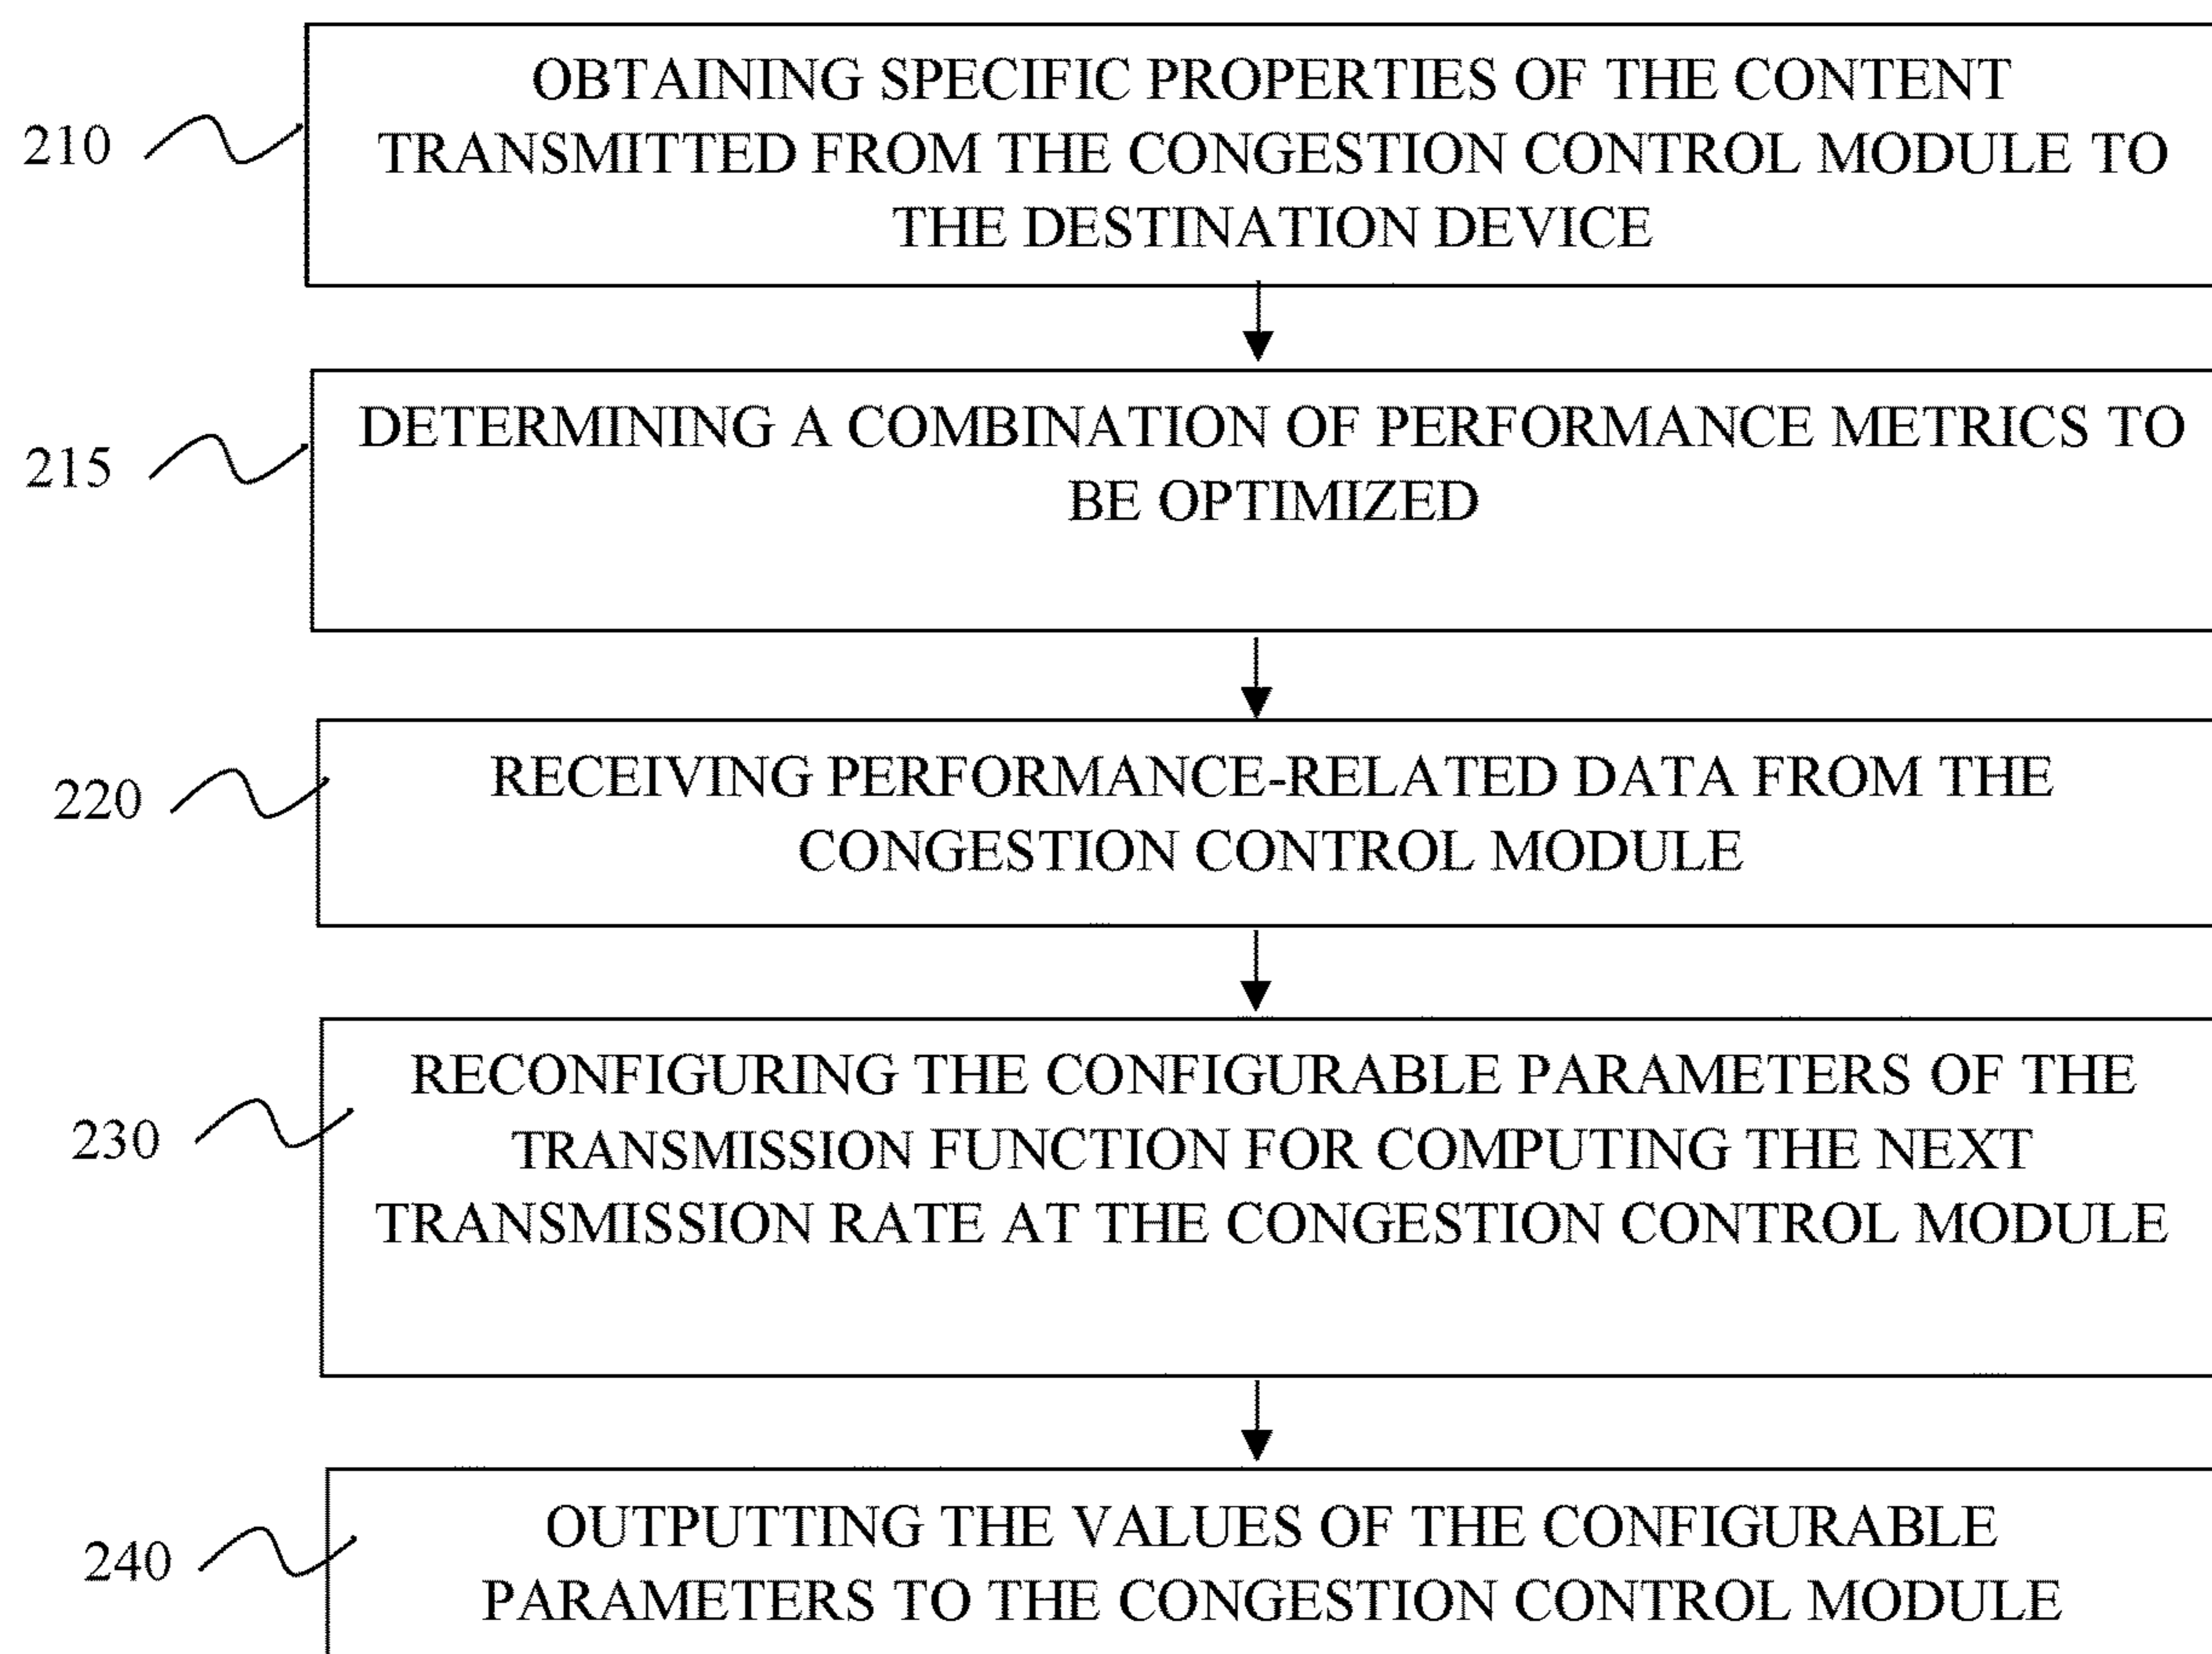 OBTAINING SPECIFIC PROPERTIES OF THE CONTENT
210
TRANSMITTED FROM THE CONGESTION CONTROL MODULE TO
THE DESTINATION DEVICE
DETERMINING A COMBINATION OF PERFORMANCE METRICS TO
215
BE OPTIMIZED
RECEIVING PERFORMANCE-RELATED DATA FROM THE
220
CONGESTION CONTROL MODULE
RECONFIGURING THE CONFIGURABLE PARAMETERS OF THE
230
TRANSMISSION FUNCTION FOR COMPUTING THE NEXT
TRANSMISSION RATE AT THE CONGESTION CONTROL MODULE
OUTPUTTING THE VALUES OF THE CONFIGURABLE
240
PARAMETERS TO THE CONGESTION CONTROL MODULE